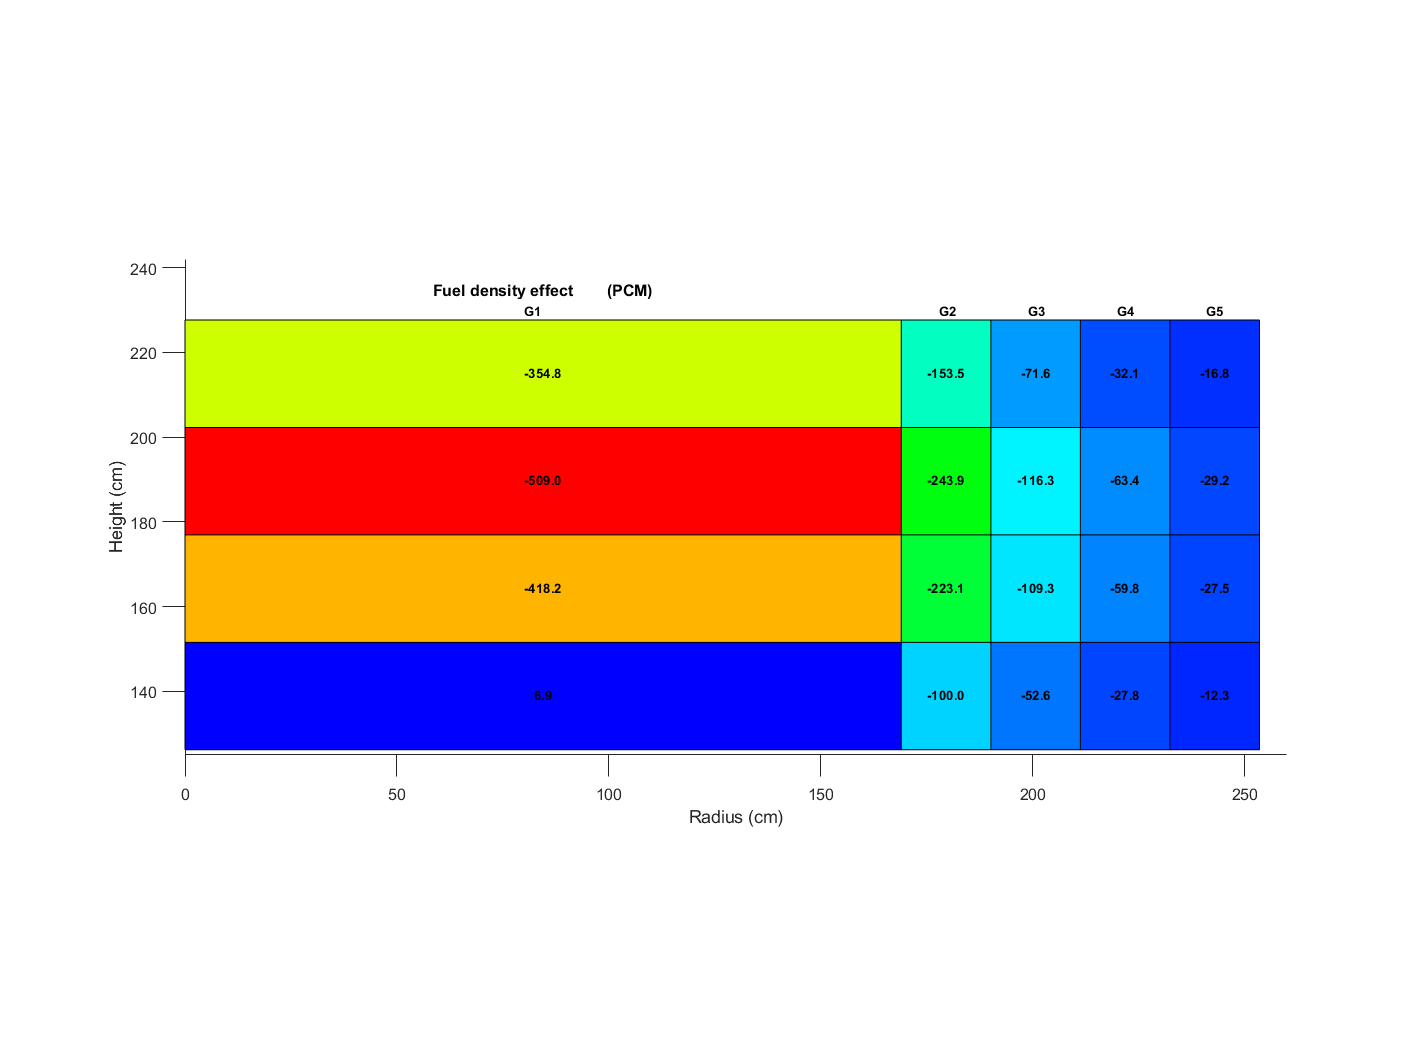 240
Fuel density effect (PCM)
G1 G2 G3 G4 G5
220
-354.8 -153.5 -71.6 -32.1 -16.8
200
-509.0 -243.9 -116.3 -63.4 -29.2
Height (cm)
180
-418.2 -223.1 -109.3 -59.8 -27.5
160
6.9 -100.0 -52.6 -27.8 -12.3
140
0 50 100 150 200 250
Radius (cm)